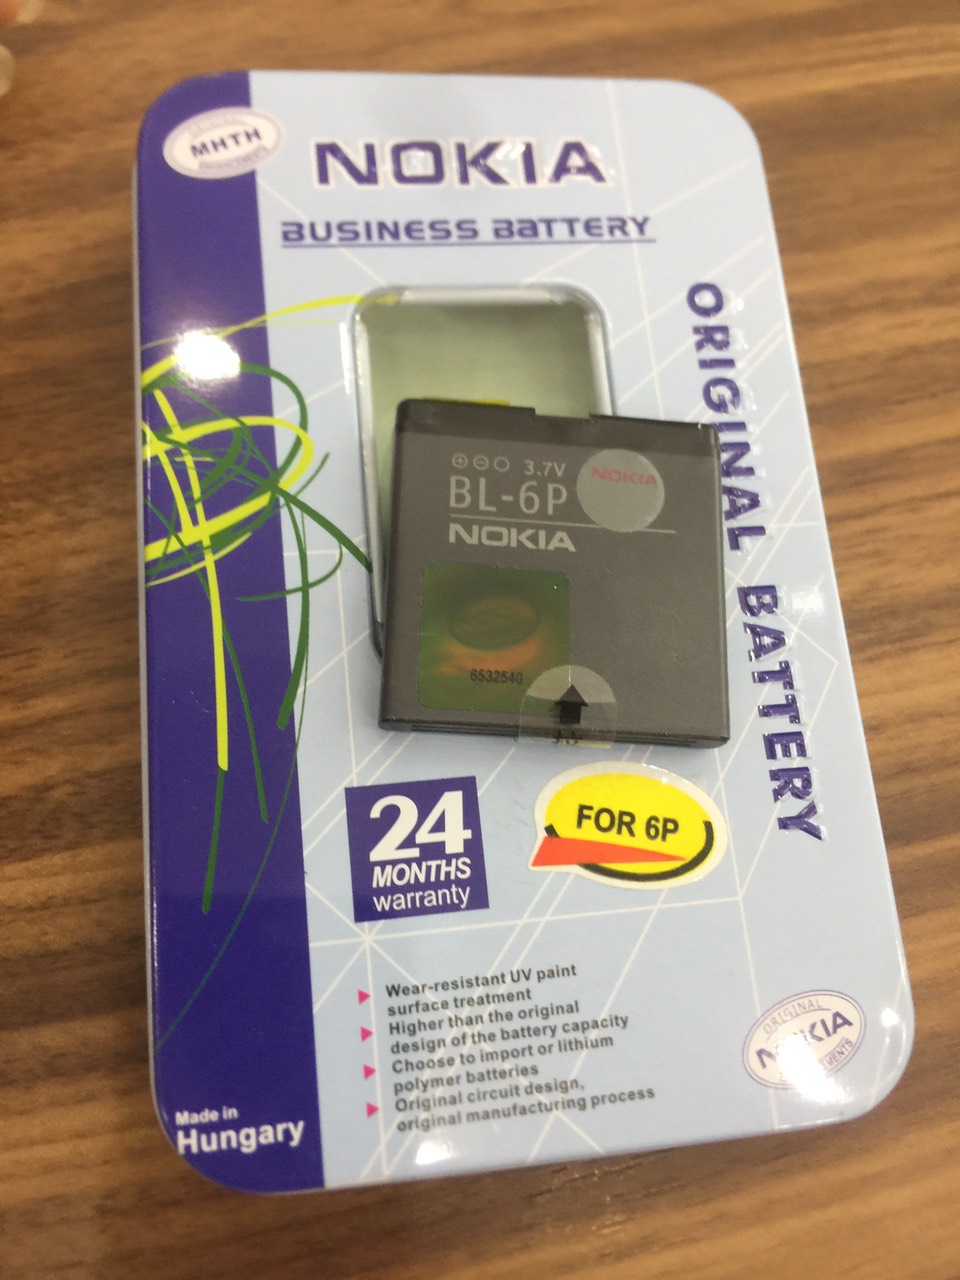 MHTH
NOKIA
BUSINESS BATTERY
ORIGINAL BATTERY
3.7V
NOKIA
BL-6P
NOKIA
6532540
24
MONTHS
warranty
FOR 6P
Wear-resistant UV paint
surface treatment
Higher than the original
design of the battery capacity
Choose to import or lithium
polymer batteries
Original circuit design,
original manufacturing process
ORIGINAL
NOKIA
Made in
Hungary